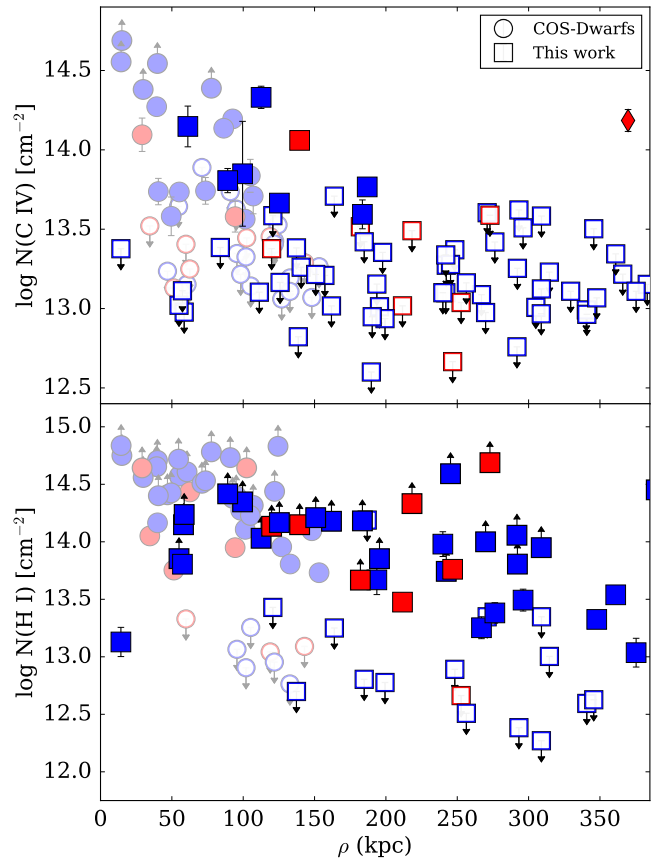 COS-Dwarfs
This work
log N(C IV) [cm⁻²]
14.5
14.0
13.5
13.0
12.5
log N(H I) [cm⁻²]
15.0
14.5
14.0
13.5
13.0
12.5
12.0
0 50 100 150 200 250 300 350
ρ (kpc)